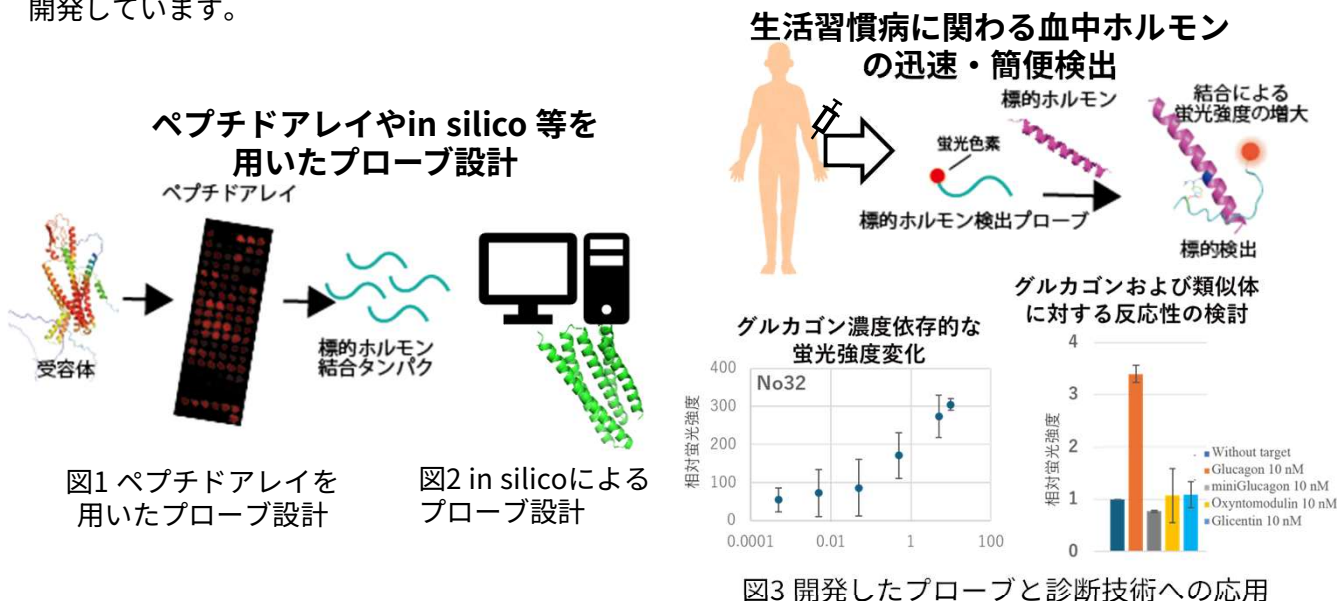 開発しています。
ペプチドアレイやin silico 等を
用いたプローブ設計
ペプチドアレイ
受容体
標的ホルモン
結合タンパク
図1 ペプチドアレイを
用いたプローブ設計
図2 in silicoによる
プローブ設計
生活習慣病に関わる血中ホルモン
の迅速・簡便検出
標的ホルモン
蛍光色素
標的ホルモン検出プローブ
結合による
蛍光強度の増大
標的検出
グルカゴン濃度依存的な
蛍光強度変化
No32
相対蛍光強度
400
300
200
100
0
0.0001
0.01
1
100
グルカゴンおよび類似体
に対する反応性の検討
相対蛍光強度
4
3
2
1
0
Without target
Glucagon 10 nM
miniGlucagon 10 nM
Oxyntomodulin 10 nM
Glicentin 10 nM
図3 開発したプローブと診断技術への応用